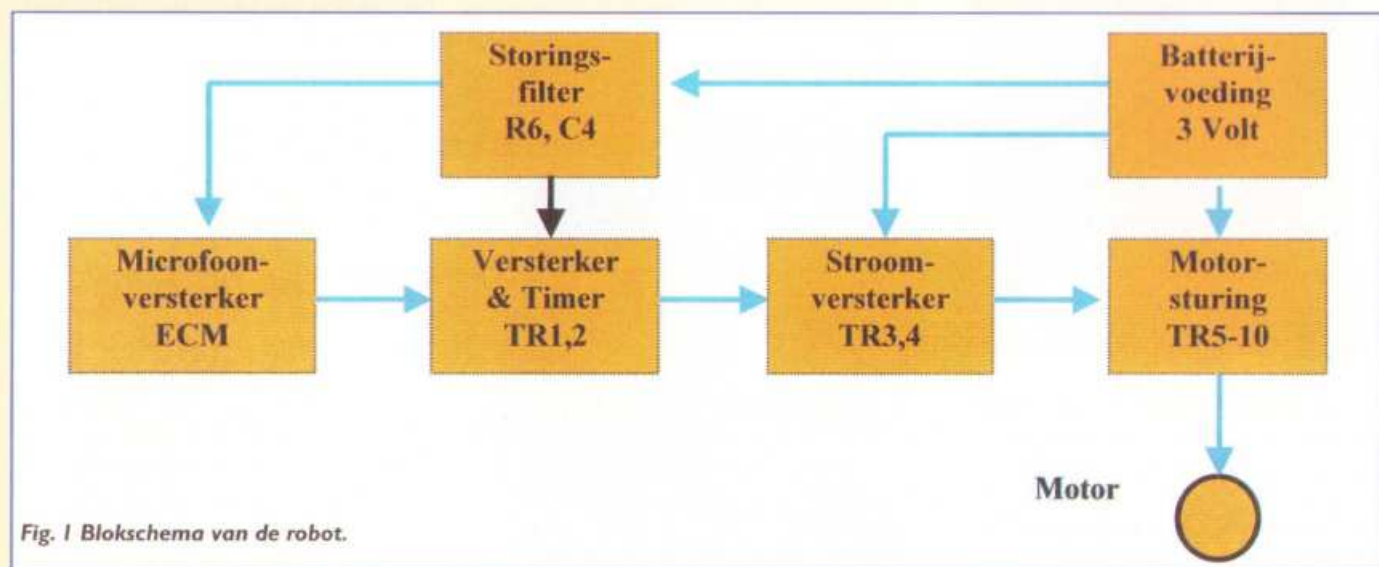 Storings-
filter
R6, C4
Batterij-
voeding
3 Volt
Microfoon-
versterker
ECM
Versterker
& Timer
TR1,2
Stroom-
versterker
TR3,4
Motor-
sturing
TR5-10
Motor
Fig. 1 Blokschema van de robot.